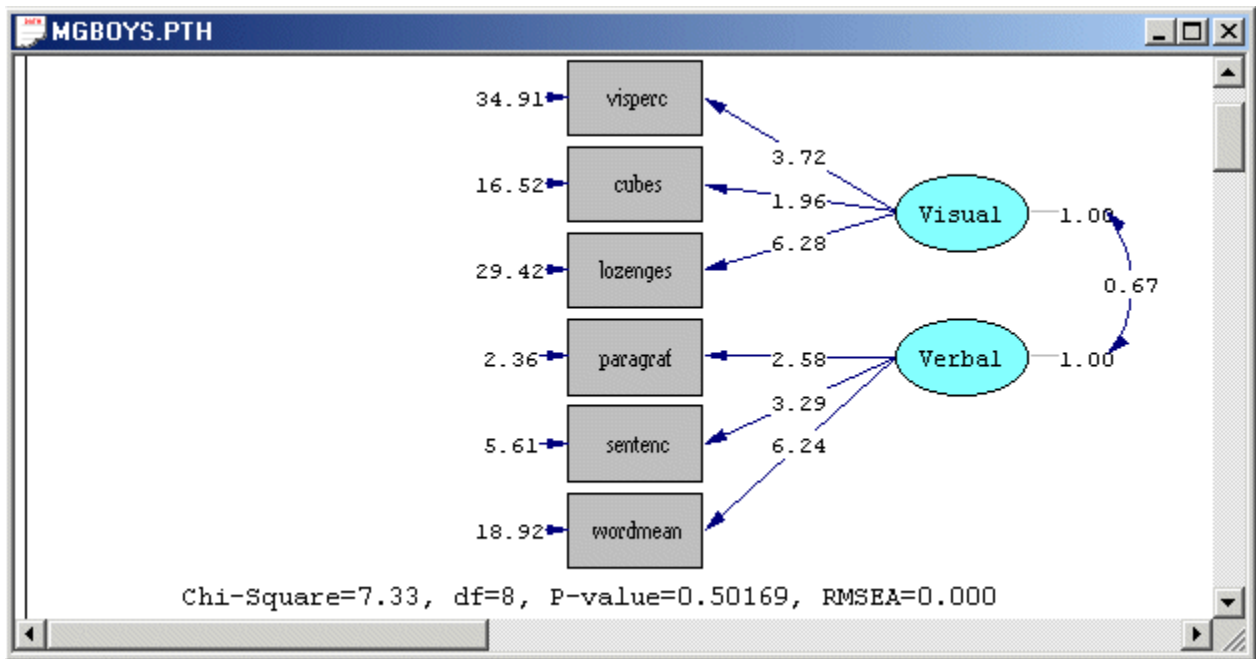 MGBOYS.PTH
34.91 visperc
3.72
16.52 cubes 1.96 Visual 1.00
6.28
29.42 lozenges
0.67
2.36 paragraf 2.58 Verbal 1.00
3.29
5.61 sentenc 6.24
18.92 wordmean
Chi-Square=7.33, df=8, P-value=0.50169, RMSEA=0.000